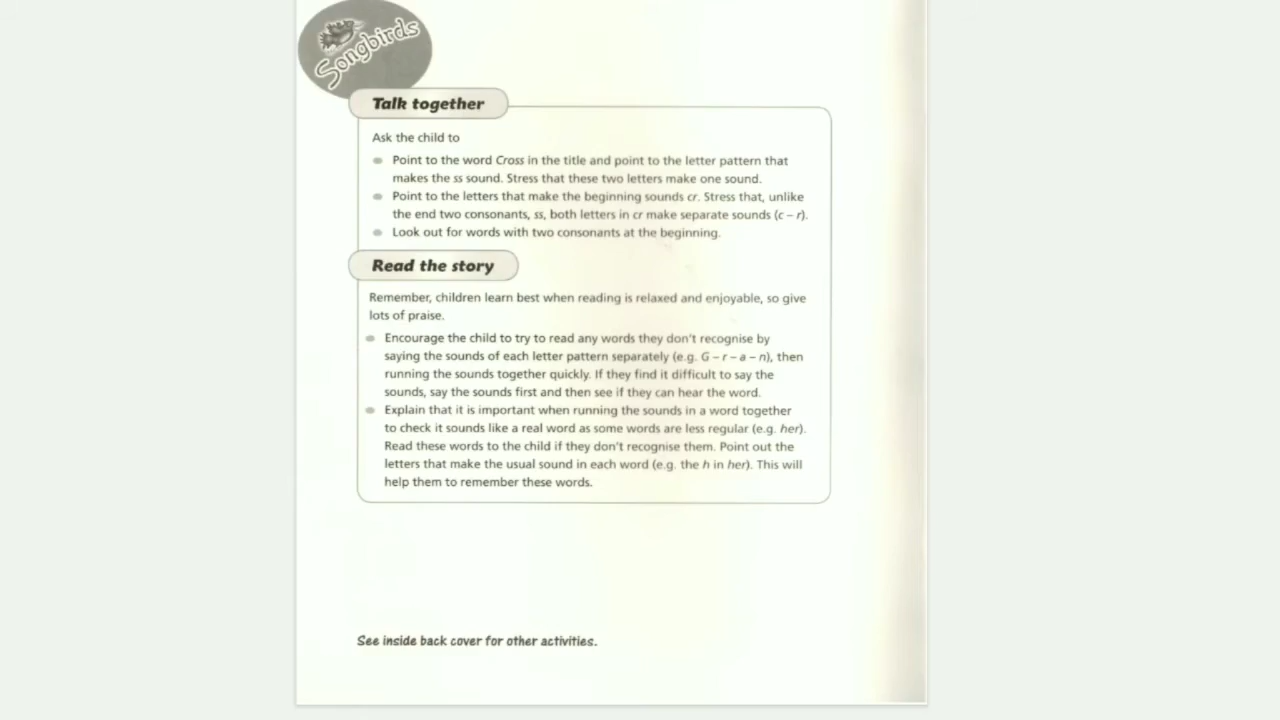 Songbirds
Talk together
Ask the child to
Point to the word Cross in the title and point to the letter pattern that
makes the ss sound. Stress that these two letters make one sound.
Point to the letters that make the beginning sounds cr. Stress that, unlike
the end two consonants, ss, both letters in cr make separate sounds (c – r).
Look out for words with two consonants at the beginning.
Read the story
Remember, children learn best when reading is relaxed and enjoyable, so give
lots of praise.
Encourage the child to try to read any words they don't recognise by
saying the sounds of each letter pattern separately (e.g. G – r – a – n), then
running the sounds together quickly. If they find it difficult to say the
sounds, say the sounds first and then see if they can hear the word.
Explain that it is important when running the sounds in a word together
to check it sounds like a real word as some words are less regular (e.g. her).
Read these words to the child if they don't recognise them. Point out the
letters that make the usual sound in each word (e.g. the h in her). This will
help them to remember these words.
See inside back cover for other activities.